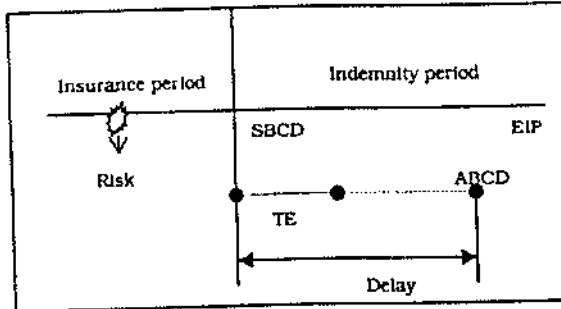 Insurance period
Indemnity period
SBCD
EIP
Risk
ABCD
TE
Delay